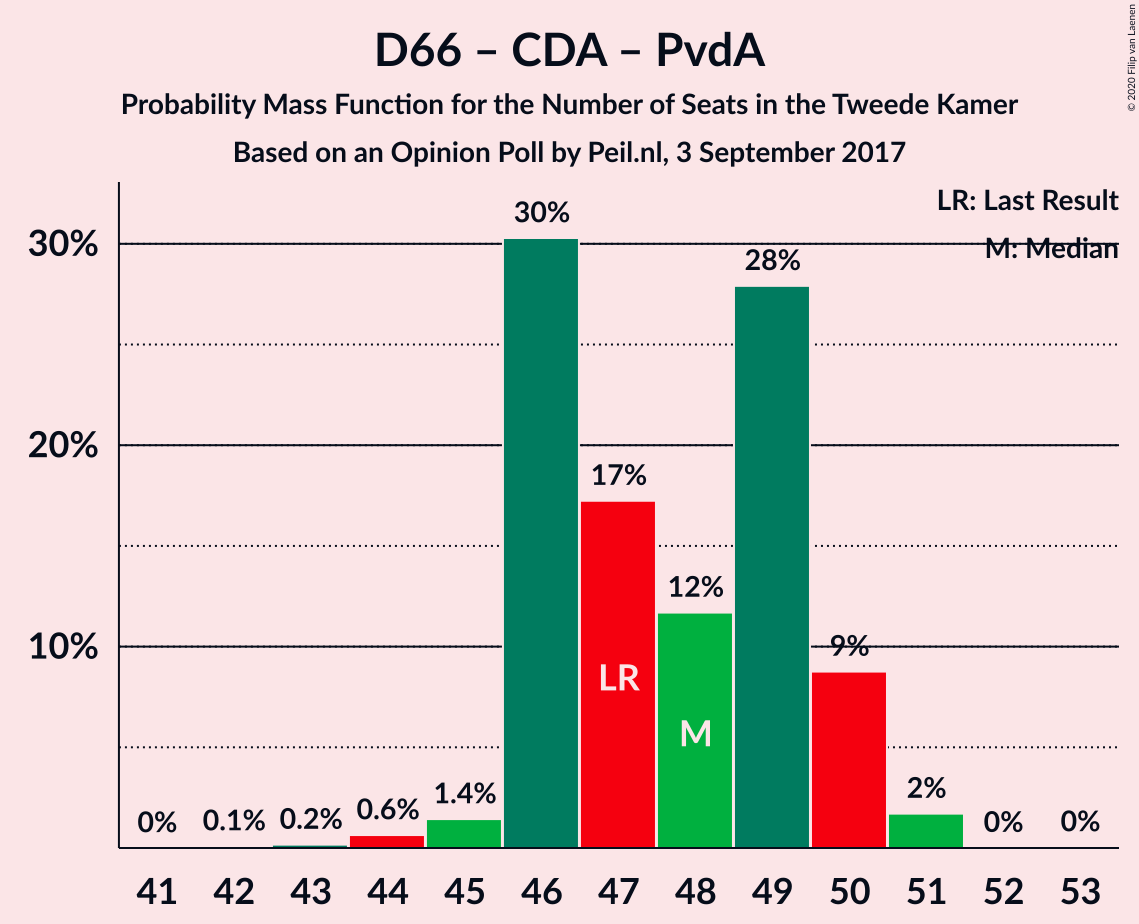 D66 – CDA – PvdA
Probability Mass Function for the Number of Seats in the Tweede Kamer
Based on an Opinion Poll by Peil.nl, 3 September 2017
© 2020 Filip van Laenen
LR: Last Result
M: Median
30%
20%
10%
0%
0.1%
0.2%
0.6%
1.4%
30%
17%
12%
28%
9%
2%
0%
0%
LR
M
41 42 43 44 45 46 47 48 49 50 51 52 53